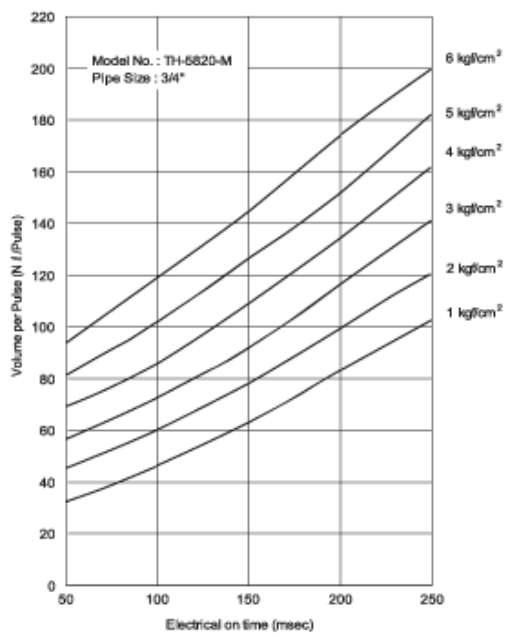 220
200
180
160
140
120
100
80
60
40
20
0
Volume per Pulse (N ℓ/Pulse)
Model No. : TH-5820-M
Pipe Size : 3/4"
6 kgf/cm²
5 kgf/cm²
4 kgf/cm²
3 kgf/cm²
2 kgf/cm²
1 kgf/cm²
50 100 150 200 250
Electrical on time (msec)